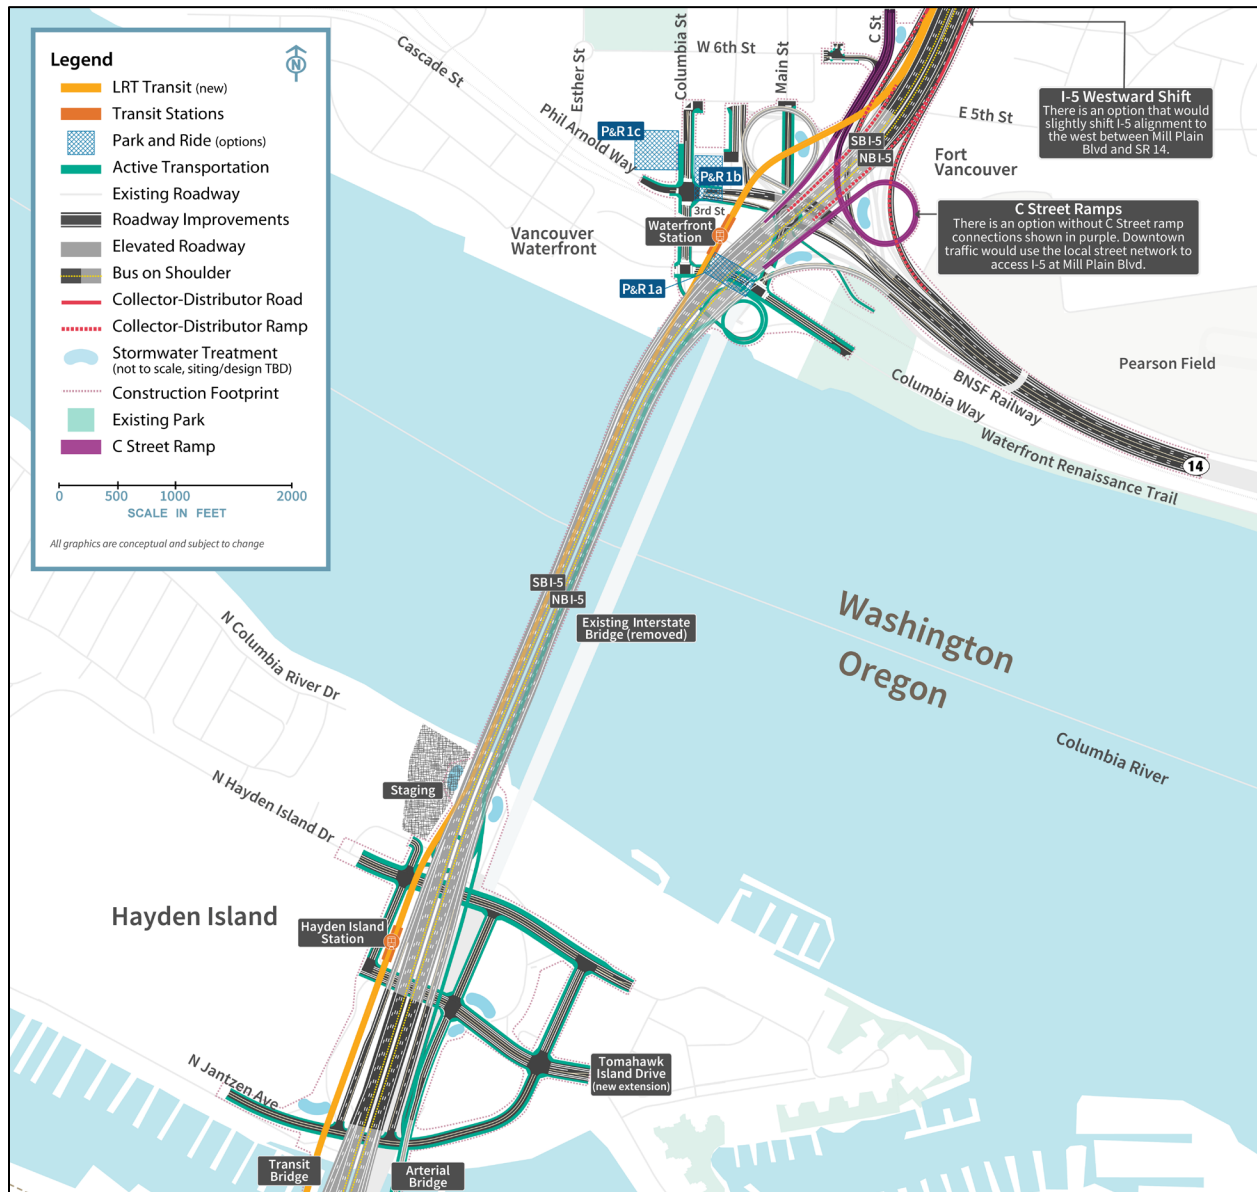 Legend
N
LRT Transit (new)
Transit Stations
Park and Ride (options)
Active Transportation
Existing Roadway
Roadway Improvements
Elevated Roadway
Bus on Shoulder
Collector-Distributor Road
Collector-Distributor Ramp
Stormwater Treatment
(not to scale, siting/design TBD)
Construction Footprint
Existing Park
C Street Ramp
0 500 1000 2000
SCALE IN FEET
All graphics are conceptual and subject to change
Cascade St
Esther St
Columbia St
W 6th St
Main St
C St
Phil Arnold Way
P&R 1c
P&R 1b
3rd St
Waterfront
Station
Vancouver
Waterfront
P&R 1a
SB I-5
NB I-5
E 5th St
Fort
Vancouver
I-5 Westward Shift
There is an option that would
slightly shift I-5 alignment to
the west between Mill Plain
Blvd and SR 14.
C Street Ramps
There is an option without C Street ramp
connections shown in purple. Downtown
traffic would use the local street network to
access I-5 at Mill Plain Blvd.
Pearson Field
BNSF Railway
Columbia Way
Waterfront Renaissance Trail
14
SB I-5
NB I-5
Existing Interstate
Bridge (removed)
Washington
Oregon
Columbia River
N Columbia River Dr
N Hayden Island Dr
Staging
Hayden Island
Hayden Island
Station
Tomahawk
Island Drive
(new extension)
N Jantzen Ave
Transit
Bridge
Arterial
Bridge